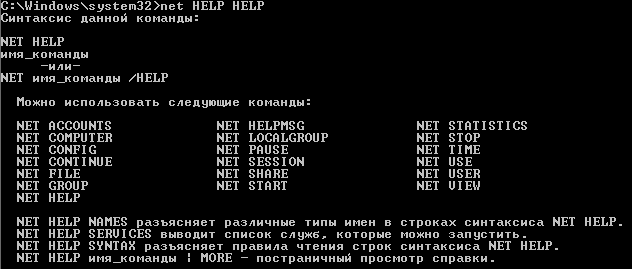 C:\Windows\system32>net HELP HELP
Синтаксис данной команды:
NET HELP
имя_команды
-или-
NET имя_команды /HELP
Можно использовать следующие команды:
NET ACCOUNTS NET HELPMSG NET STATISTICS
NET COMPUTER NET LOCALGROUP NET STOP
NET CONFIG NET PAUSE NET TIME
NET CONTINUE NET SESSION NET USE
NET FILE NET SHARE NET USER
NET GROUP NET START NET VIEW
NET HELP
NET HELP NAMES разъясняет различные типы имен в строках синтаксиса NET HELP.
NET HELP SERVICES выводит список служб, которые можно запустить.
NET HELP SYNTAX разъясняет правила чтения строк синтаксиса NET HELP.
NET HELP имя_команды | MORE - постраничный просмотр справки.